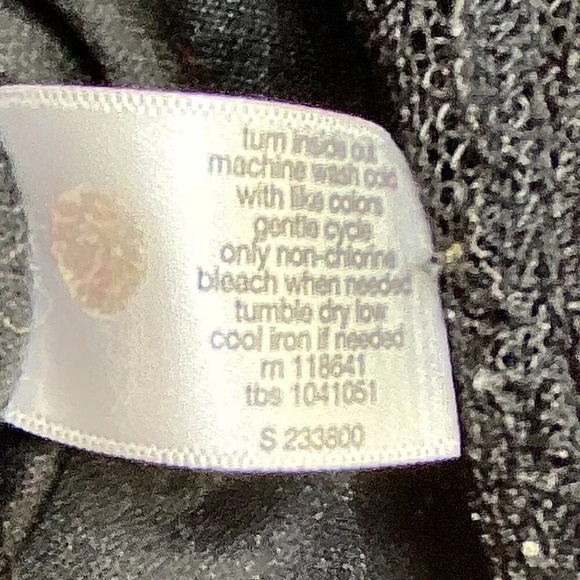 turn inside out
machine wash cold
with like colors
gentle cycle
only non-chlorine
bleach when needed
tumble dry low
cool iron if needed
rn 118641
tbs 1041051
S 233800